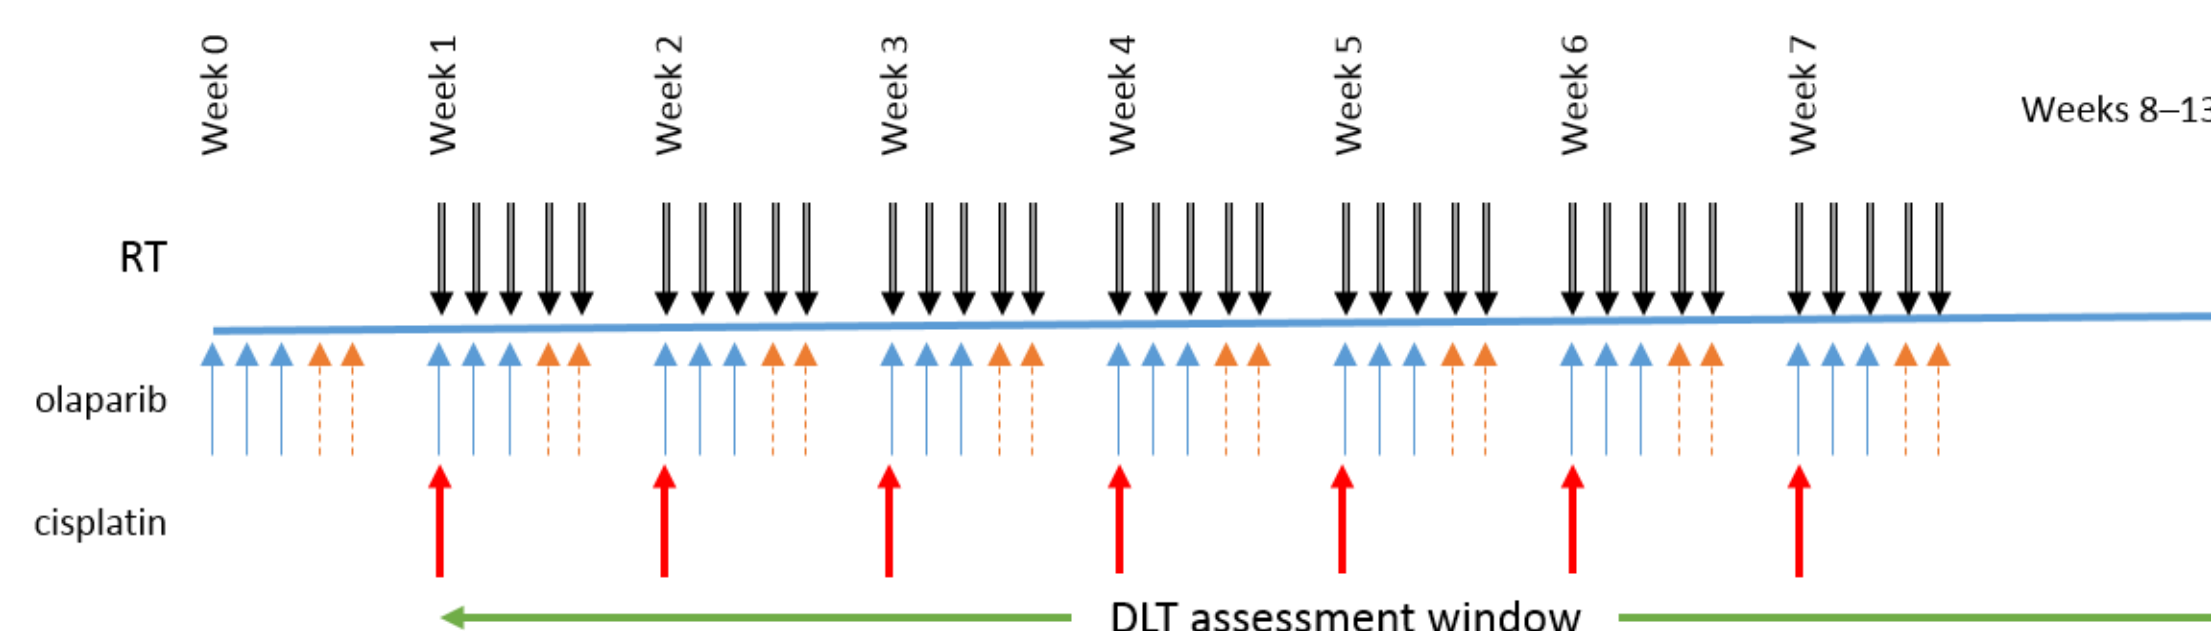 Week 0
Week 1
Week 2
Week 3
Week 4
Week 5
Week 6
Week 7
Weeks 8–13
RT
olaparib
cisplatin
DLT assessment window